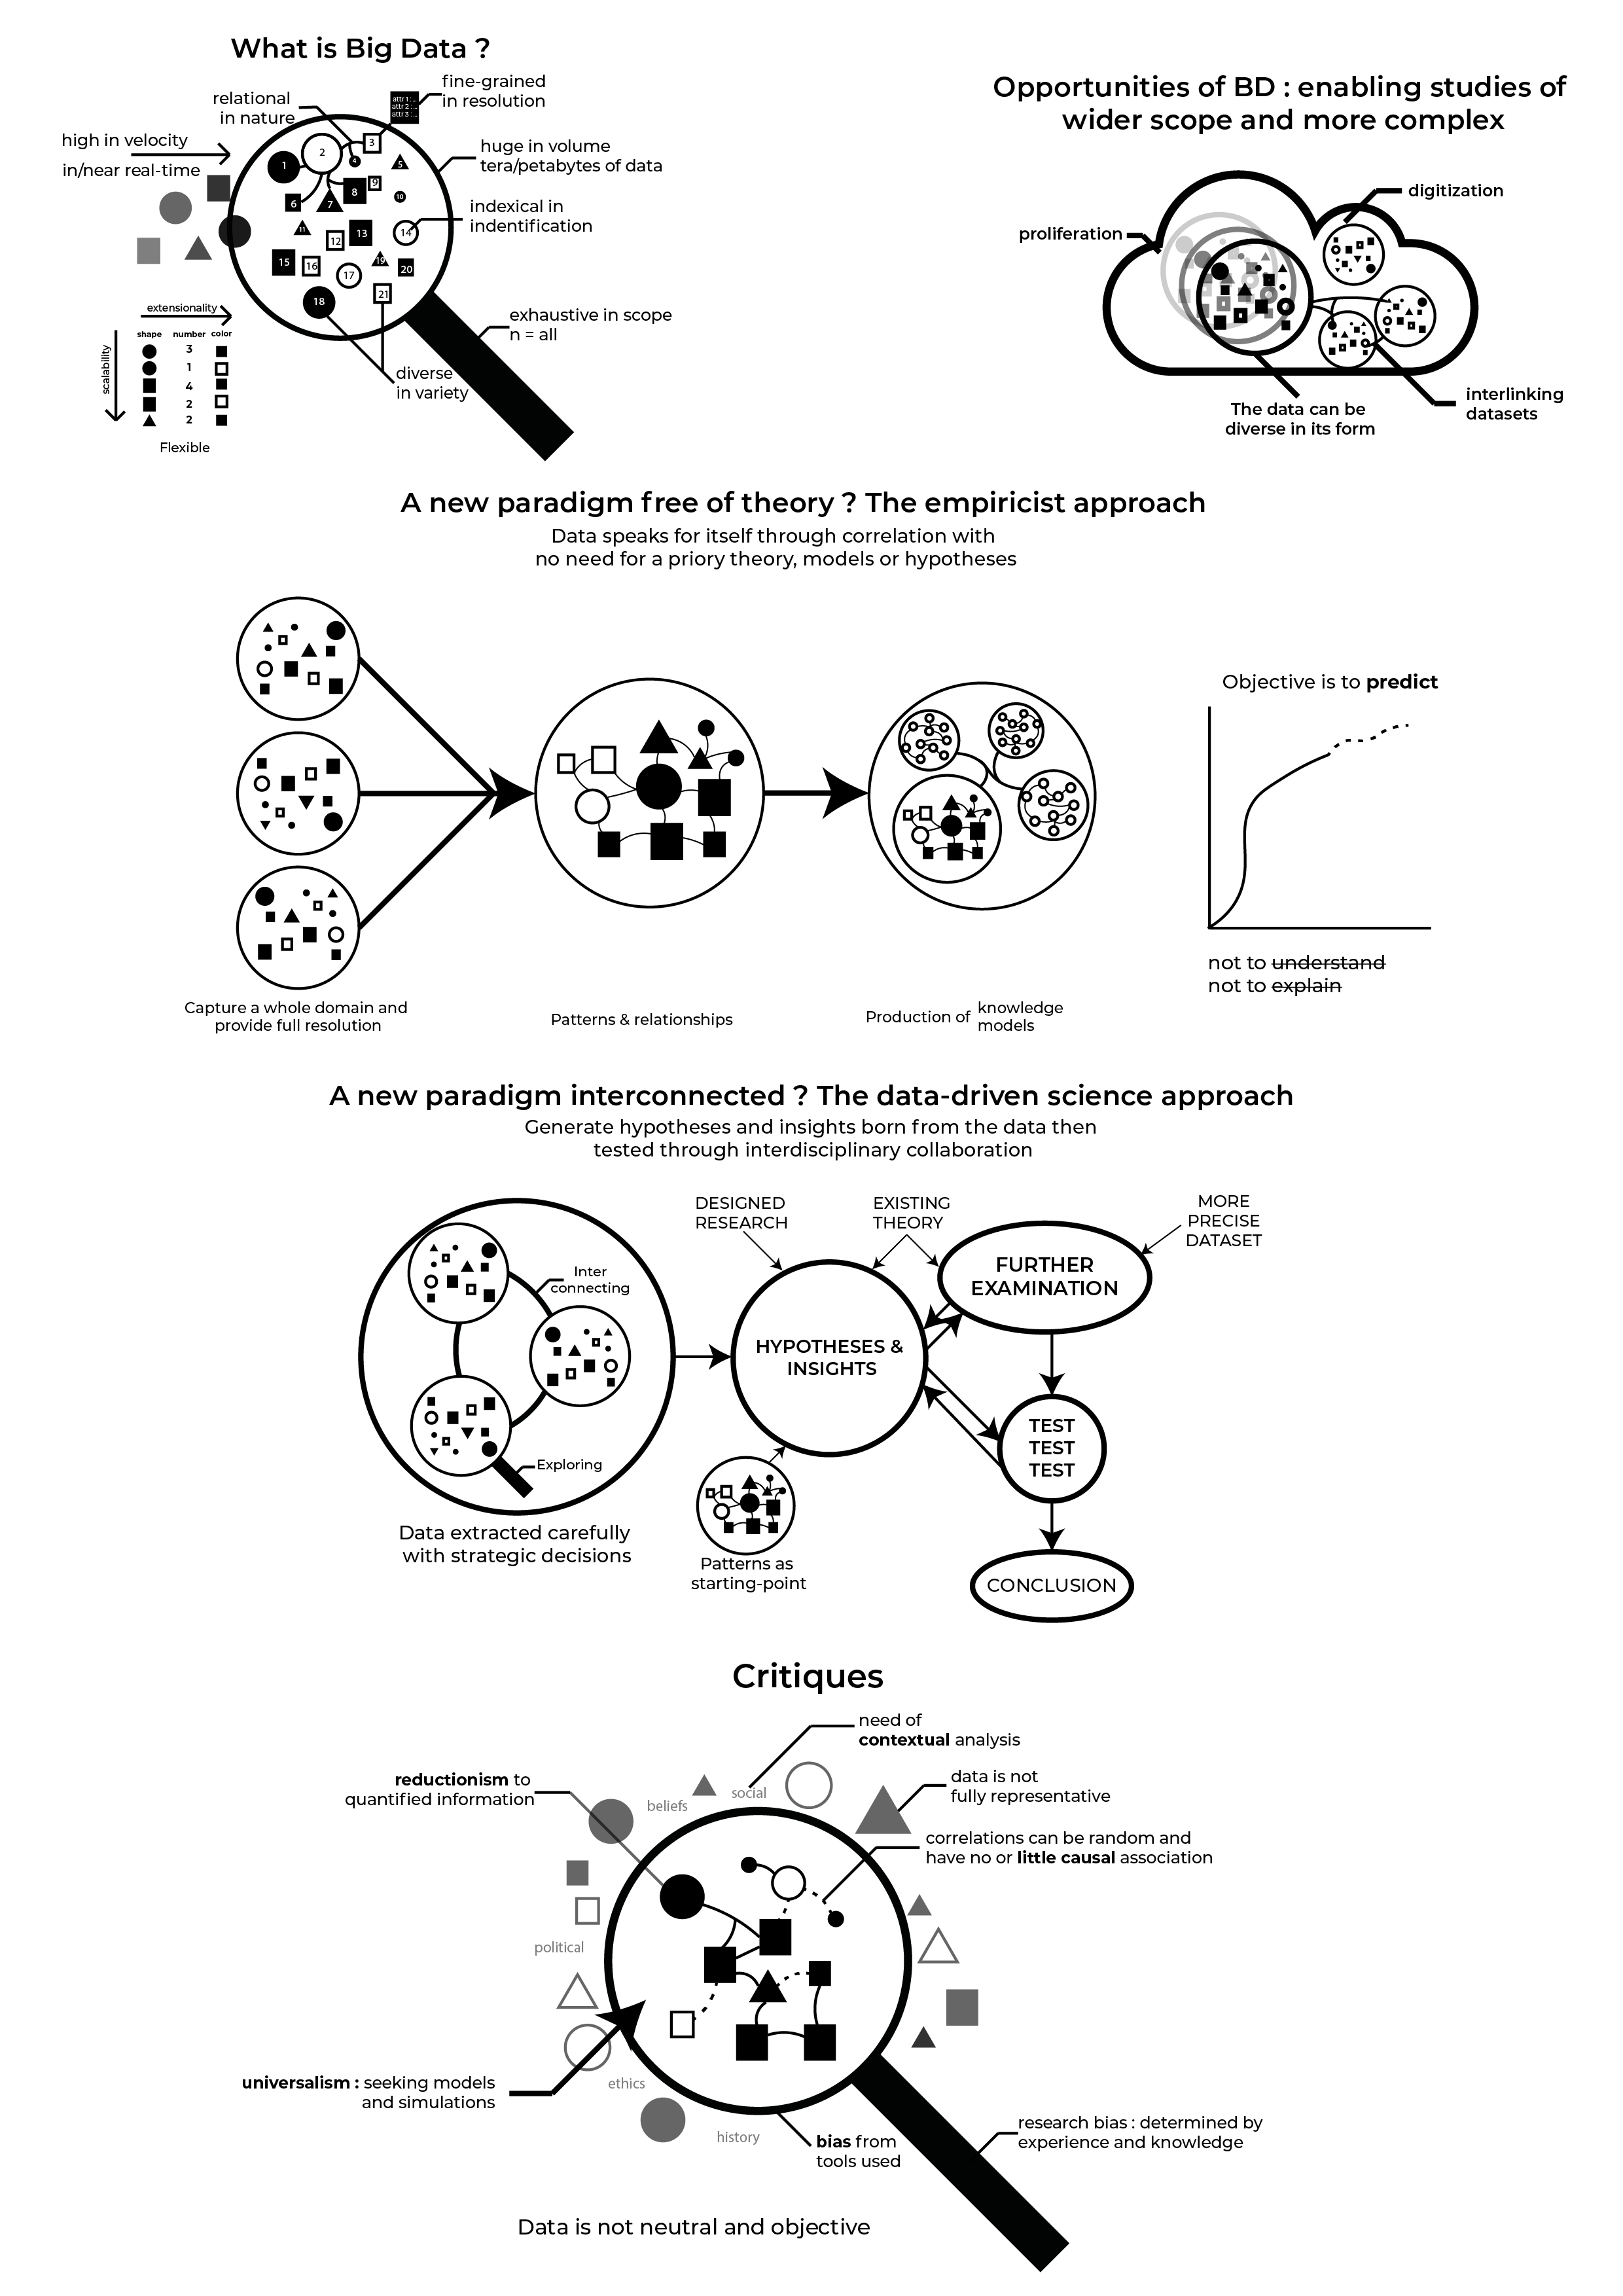 What is Big Data ?
fine-grained
in resolution
attr 1 : ...
attr 2 : ...
attr 3 : ...
relational
in nature
high in velocity
in/near real-time
huge in volume
tera/petabytes of data
indexical in
indentification
1
2
3
4
5
6
7
8
9
10
11
12
13
14
15
16
17
18
19
20
21
exhaustive in scope
n = all
diverse
in variety
extensionality
scalability
shape number color
3
1
4
2
2
Flexible
Opportunities of BD : enabling studies of
wider scope and more complex
digitization
proliferation
interlinking
datasets
The data can be
diverse in its form
A new paradigm free of theory ? The empiricist approach
Data speaks for itself through correlation with
no need for a priory theory, models or hypotheses
Objective is to predict
not to understand
not to explain
Capture a whole domain and
provide full resolution
Patterns & relationships
Production of knowledge
models
A new paradigm interconnected ? The data-driven science approach
Generate hypotheses and insights born from the data then
tested through interdisciplinary collaboration
DESIGNED
RESEARCH
EXISTING
THEORY
MORE
PRECISE
DATASET
FURTHER
EXAMINATION
Inter
connecting
HYPOTHESES &
INSIGHTS
TEST
TEST
TEST
Exploring
Data extracted carefully
with strategic decisions
Patterns as
starting-point
CONCLUSION
Critiques
need of
contextual analysis
reductionism to
quantified information
data is not
fully representative
beliefs
social
correlations can be random and
have no or little causal association
political
universalism : seeking models
and simulations
ethics
history
bias from
tools used
research bias : determined by
experience and knowledge
Data is not neutral and objective